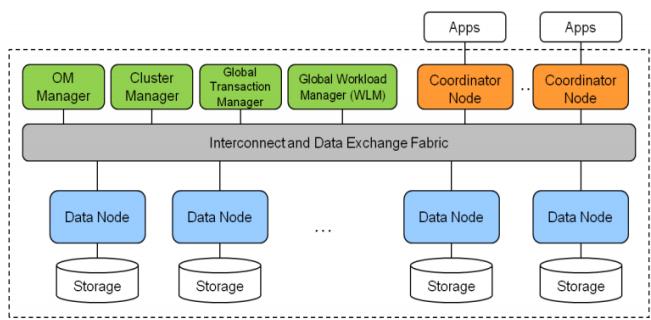 Apps
Apps
OM
Manager
Cluster
Manager
Global
Transaction
Manager
Global Workload
Manager (WLM)
Coordinator
Node
...
Coordinator
Node
Interconnect and Data Exchange Fabric
Data Node
Data Node
...
Data Node
Data Node
Storage
Storage
Storage
Storage